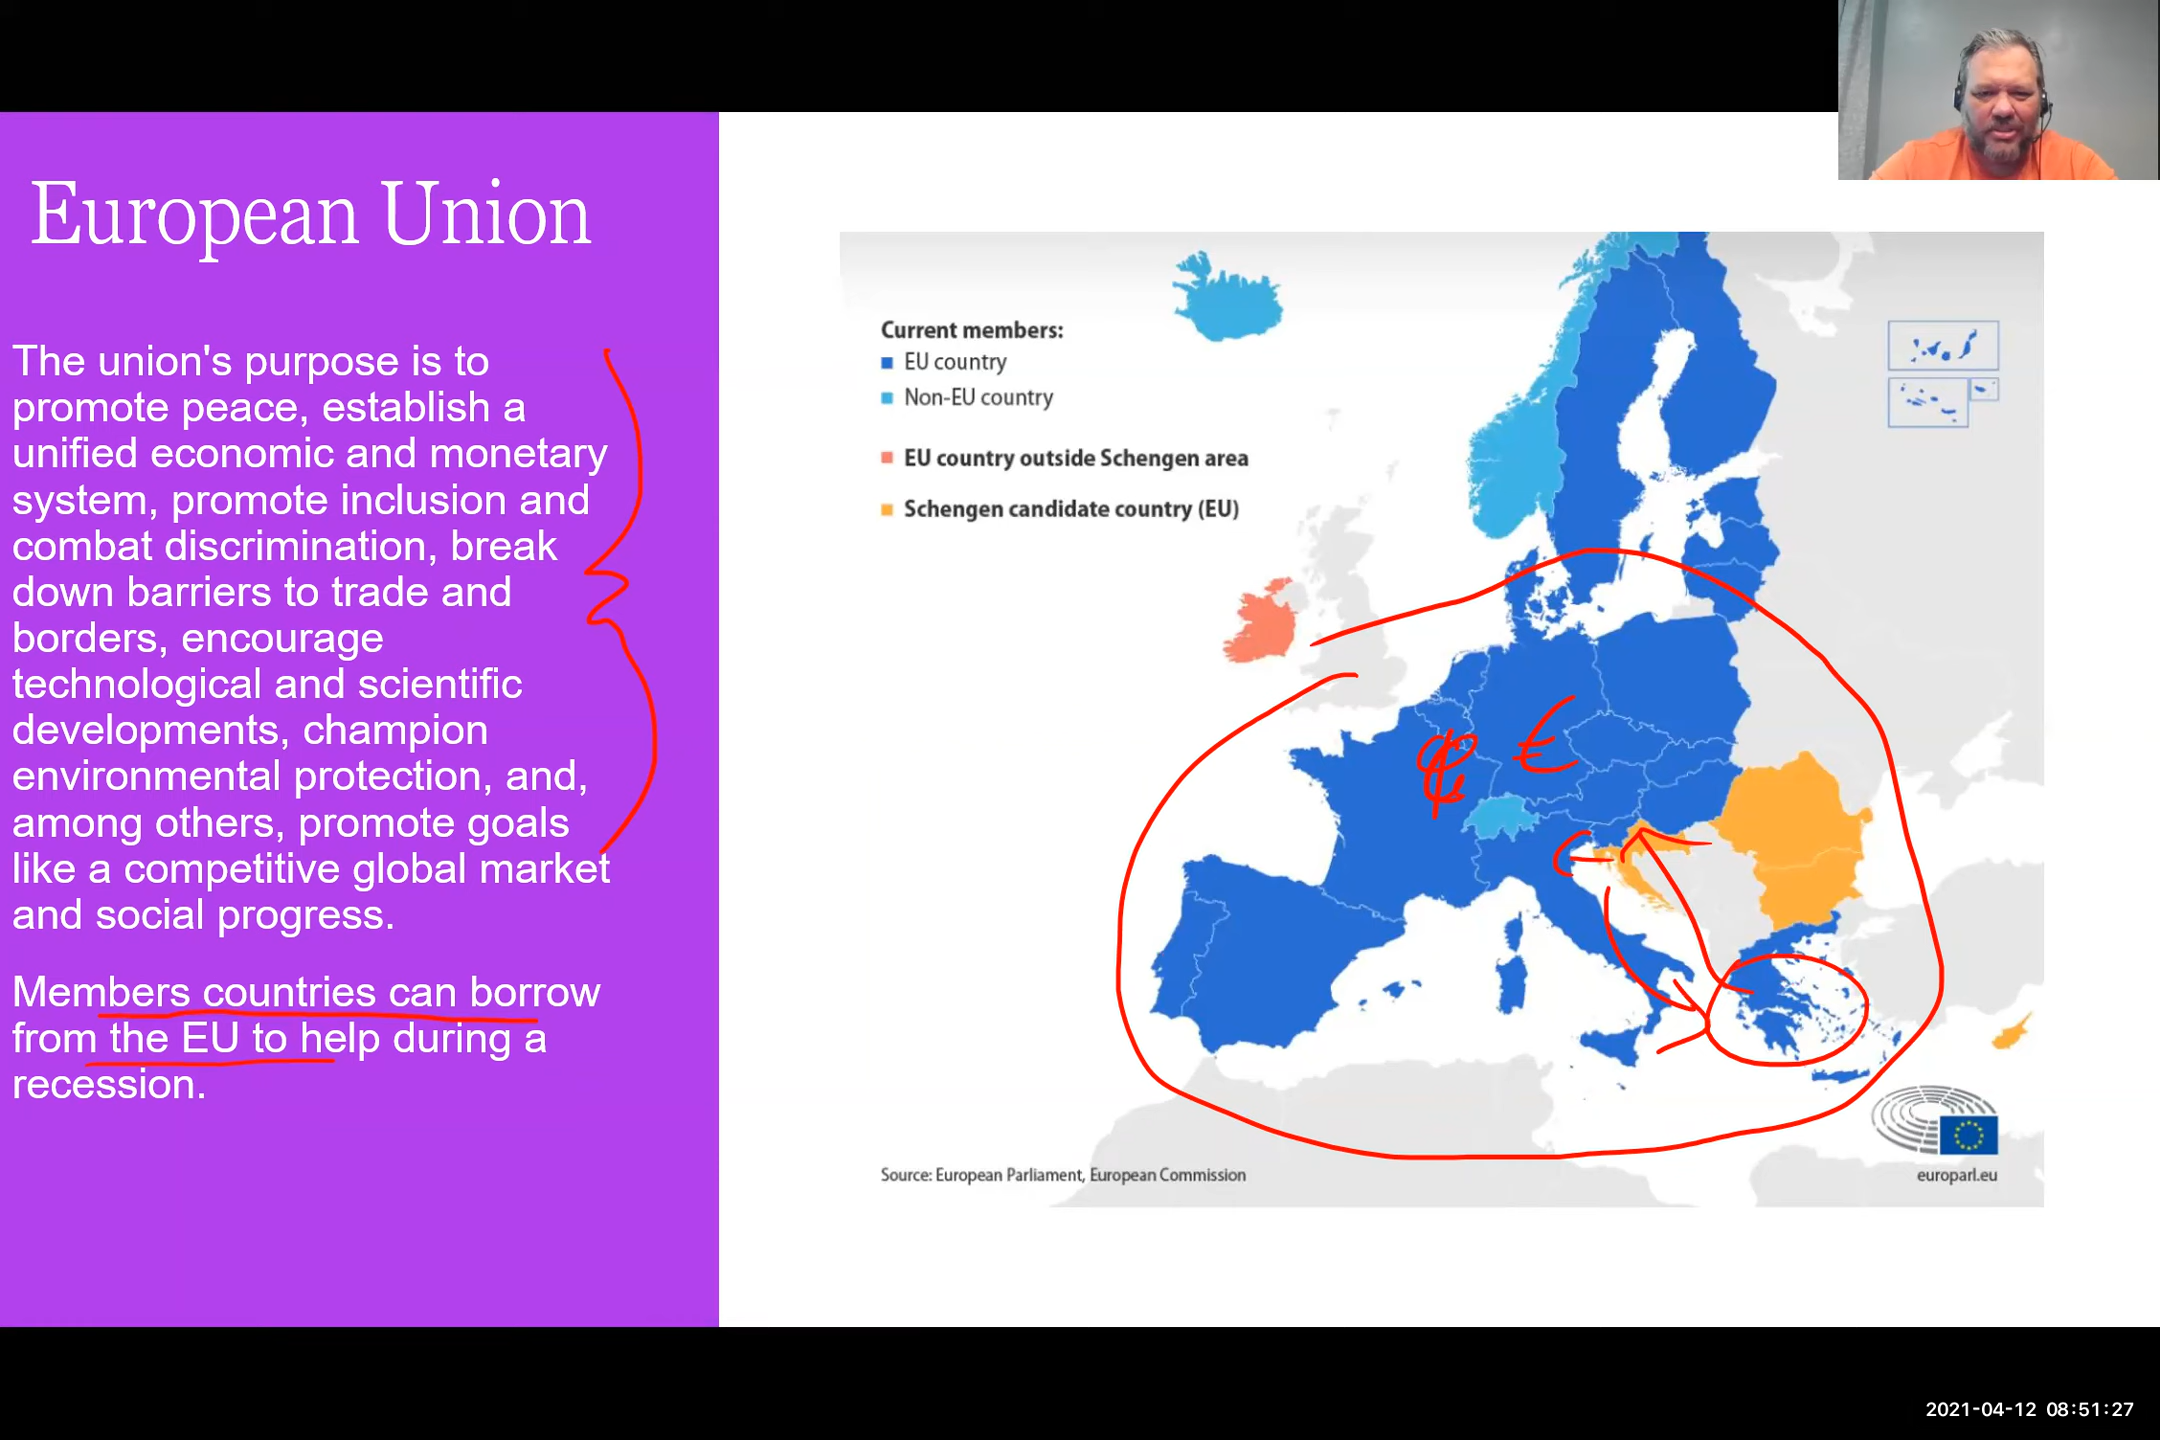 European Union
The union's purpose is to
promote peace, establish a
unified economic and monetary
system, promote inclusion and
combat discrimination, break
down barriers to trade and
borders, encourage
technological and scientific
developments, champion
environmental protection, and,
among others, promote goals
like a competitive global market
and social progress.
Members countries can borrow
from the EU to help during a
recession.
Current members:
EU country
Non-EU country
EU country outside Schengen area
Schengen candidate country (EU)
€
€
Source: European Parliament, European Commission
europarl.eu
2021-04-12 08:51:27